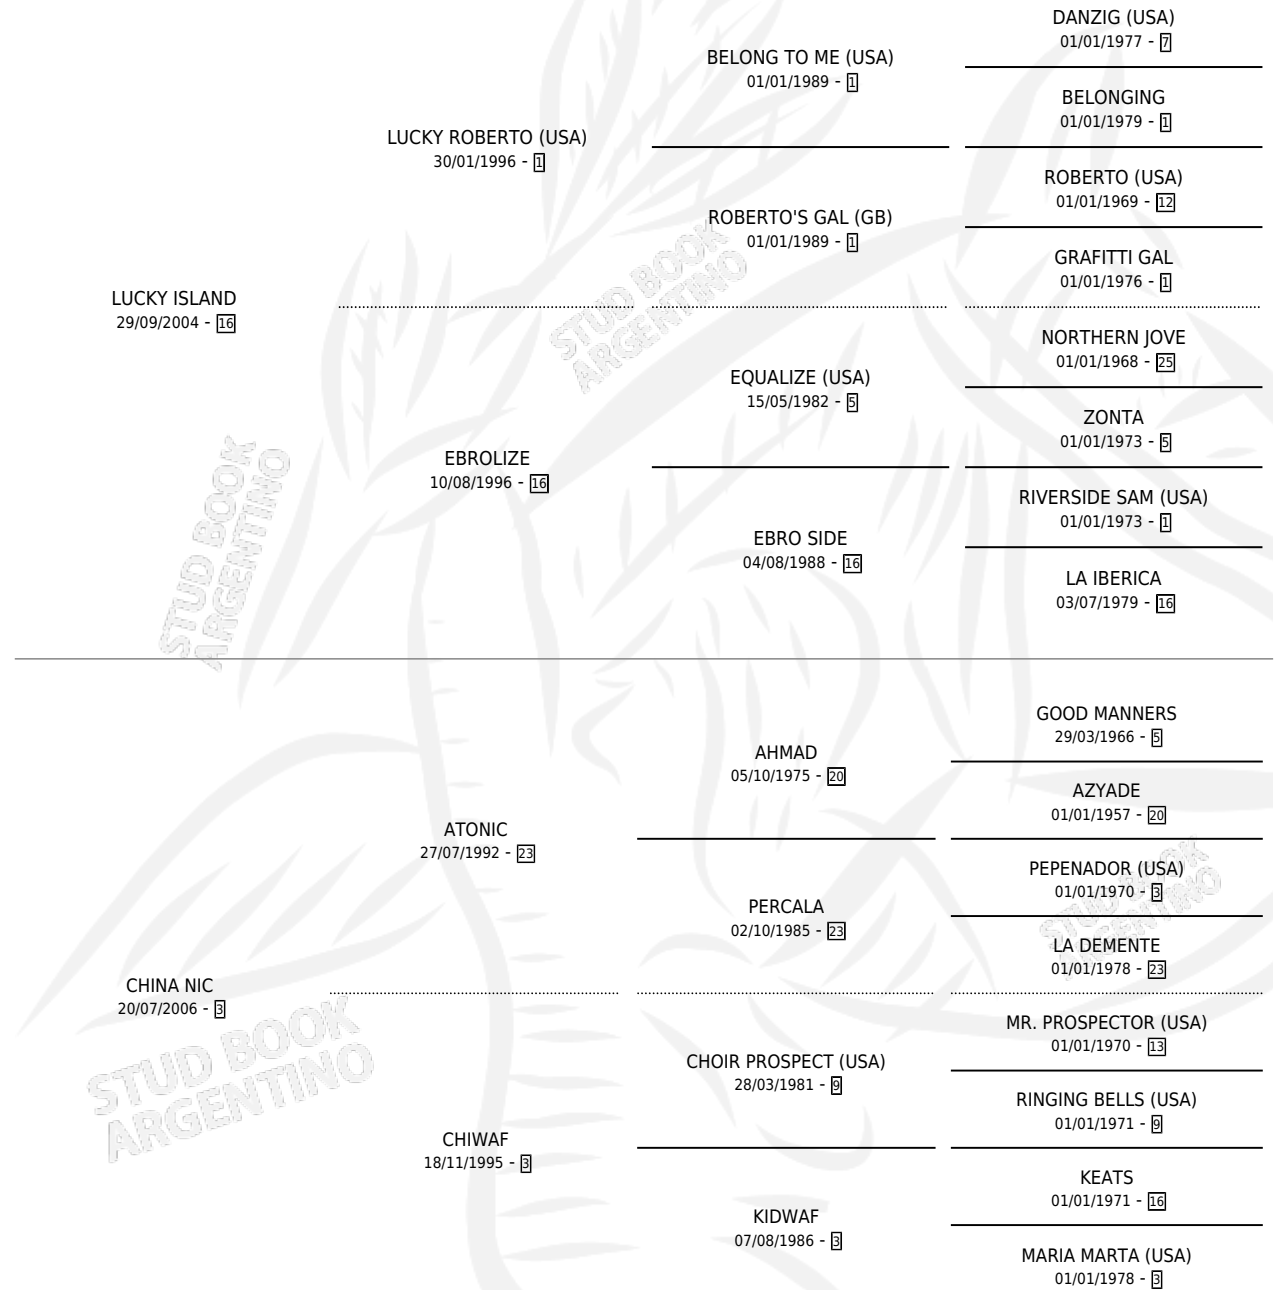 DANZIG (USA)
01/01/1977 - 7
BELONG TO ME (USA)
01/01/1989 - 1
BELONGING
01/01/1979 - 1
LUCKY ROBERTO (USA)
30/01/1996 - 1
ROBERTO (USA)
01/01/1969 - 12
ROBERTO'S GAL (GB)
01/01/1989 - 1
GRAFITTI GAL
01/01/1976 - 1
LUCKY ISLAND
29/09/2004 - 16
STUD BOOK
ARGENTINO
NORTHERN JOVE
01/01/1968 - 25
EQUALIZE (USA)
15/05/1982 - 5
ZONTA
01/01/1973 - 5
EBROLIZE
10/08/1996 - 16
RIVERSIDE SAM (USA)
01/01/1973 - 1
EBRO SIDE
04/08/1988 - 16
LA IBERICA
03/07/1979 - 16
STUD BOOK
ARGENTINO
GOOD MANNERS
29/03/1966 - 5
AHMAD
05/10/1975 - 20
AZYADE
01/01/1957 - 20
ATONIC
27/07/1992 - 23
PEPENADOR (USA)
01/01/1970 - 3
PERCALA
02/10/1985 - 23
LA DEMENTE
01/01/1978 - 23
STUD BOOK
ARGENTINO
CHINA NIC
20/07/2006 - 3
MR. PROSPECTOR (USA)
01/01/1970 - 13
CHOIR PROSPECT (USA)
28/03/1981 - 9
RINGING BELLS (USA)
01/01/1971 - 9
STUD BOOK
ARGENTINO
CHIWAF
18/11/1995 - 3
KEATS
01/01/1971 - 16
KIDWAF
07/08/1986 - 3
MARIA MARTA (USA)
01/01/1978 - 3